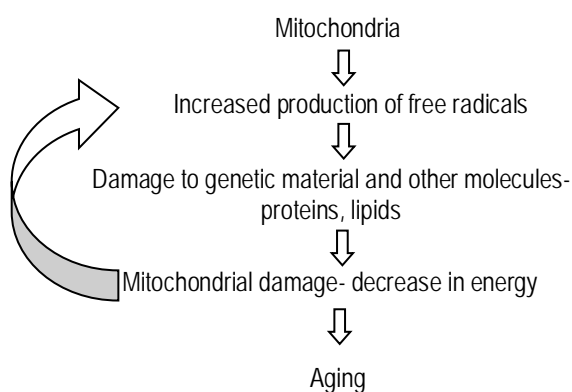 Mitochondria
Increased production of free radicals
Damage to genetic material and other molecules-
proteins, lipids
Mitochondrial damage- decrease in energy
Aging